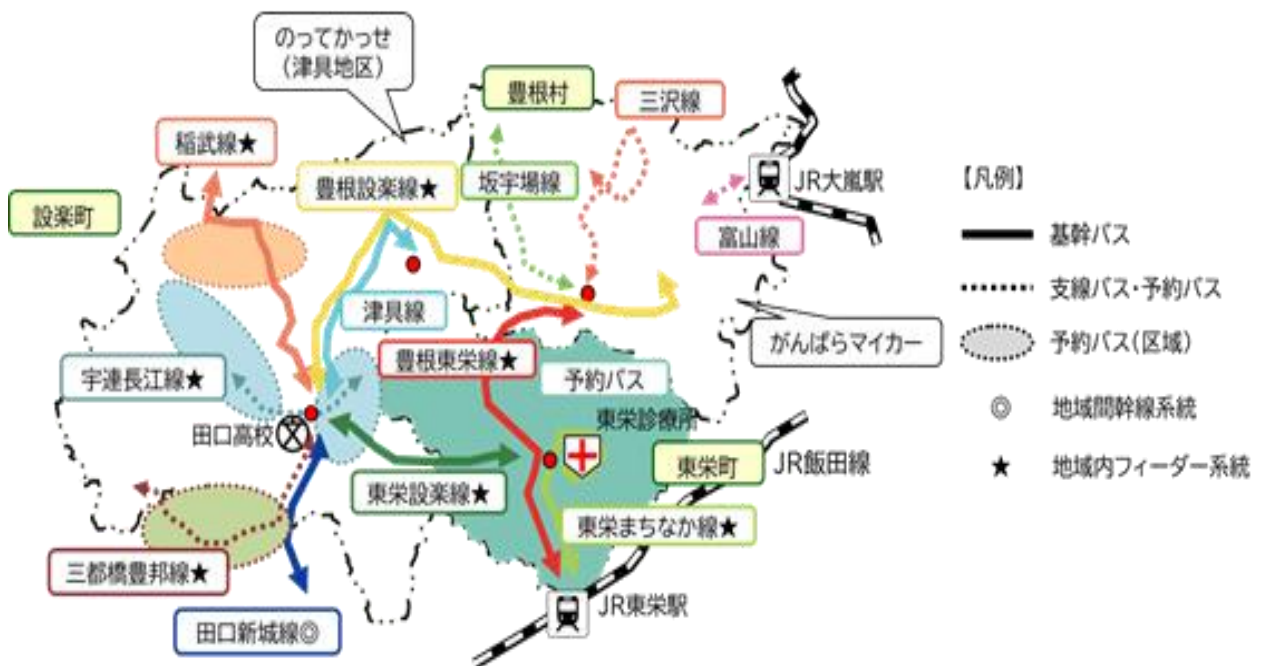 のってかっせ
(津具地区)
豊根村
三沢線
稲武線★
豊根設楽線★
坂宇場線
JR大嵐駅
【凡例】
設楽町
富山線
基幹バス
支線バス・予約バス
津具線
がんばらマイカー
予約バス(区域)
豊根東栄線★
宇連長江線★
予約バス
東栄診療所
◎ 地域間幹線系統
田口高校
東栄町
JR飯田線
★ 地域内フィーダー系統
東栄設楽線★
東栄まちなか線★
三都橋豊邦線★
JR東栄駅
田口新城線◎